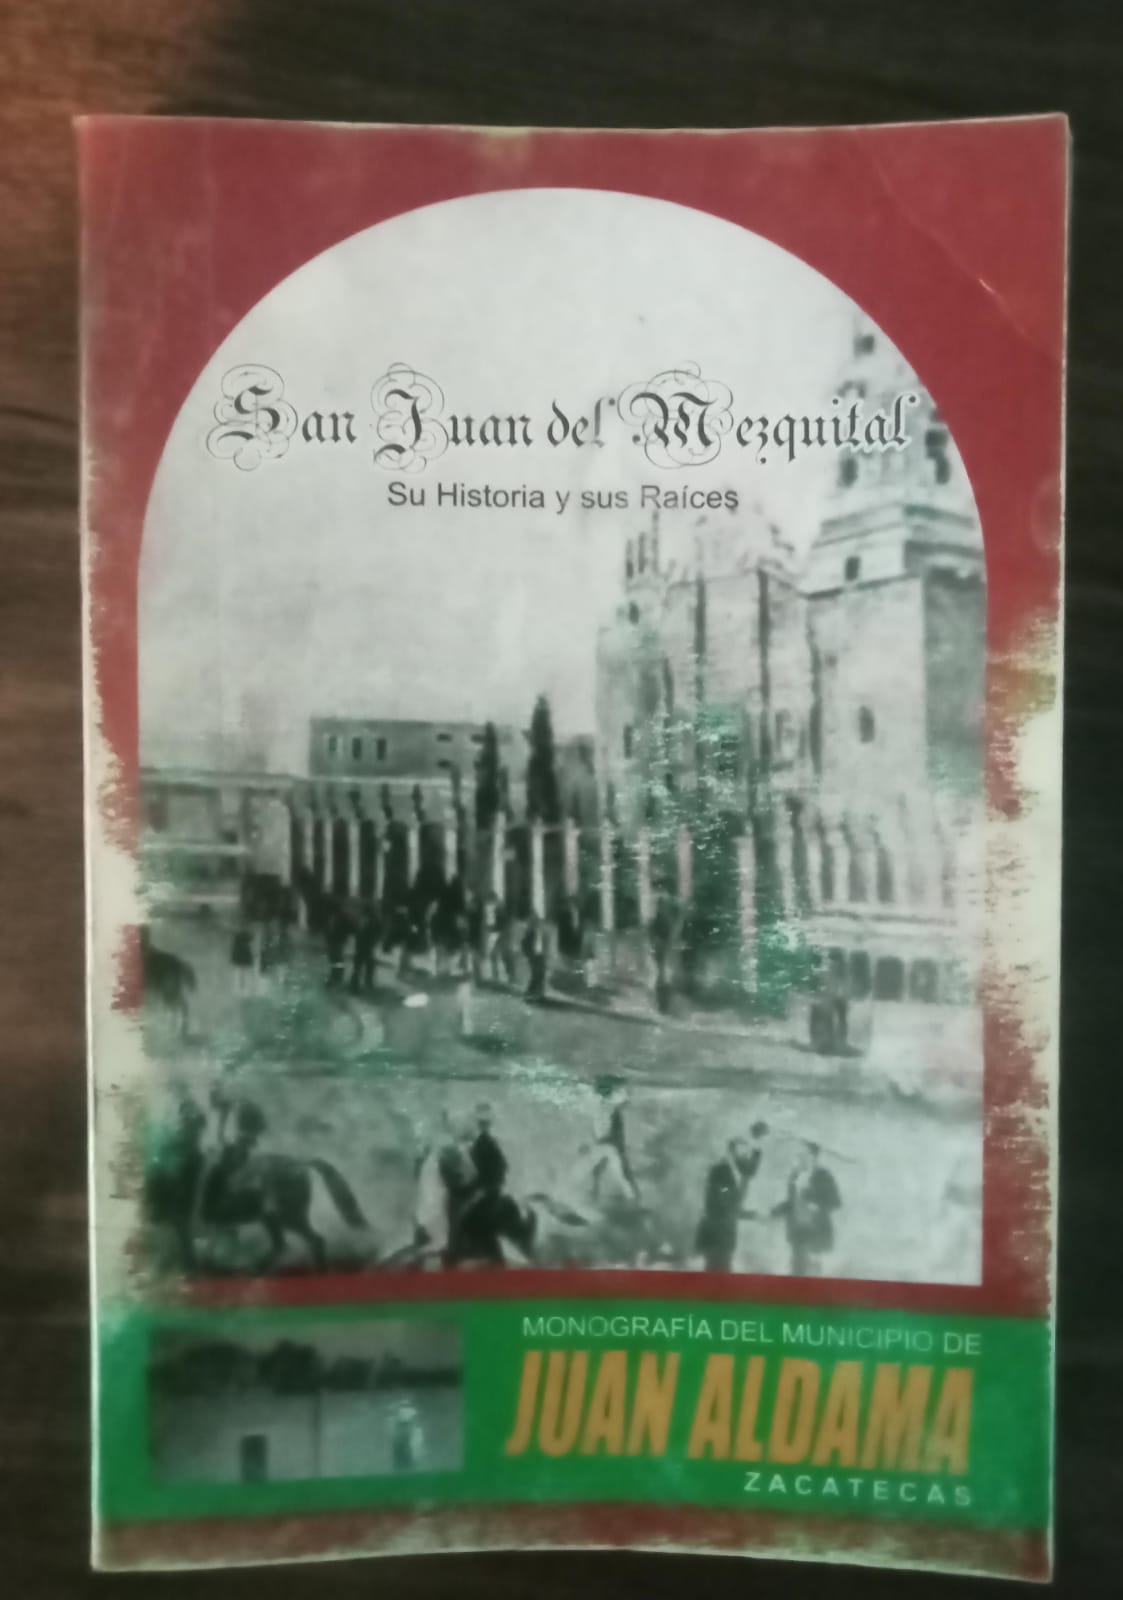 San Juan del Mezquital
Su Historia y sus Raíces
MONOGRAFÍA DEL MUNICIPIO DE
JUAN ALDAMA
ZACATECAS